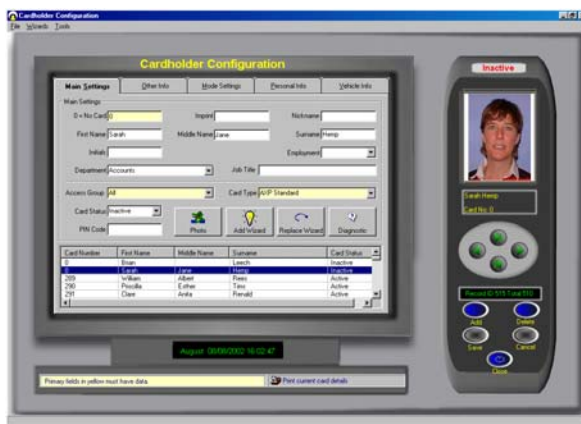 Cardholder Configuration
File Wizards Tools
Cardholder Configuration
Inactive
Main Settings Other Info Mode Settings Personal Info Vehicle Info
Main Settings
0 = No Card 0 Imprint Nickname
First Name Sarah Middle Name Jane Surname Hemp
Initials Employment
Department Accounts Job Title
Access Group All Card Type AXP Standard
Card Status Inactive
PIN Code
Photo Add Wizard Replace Wizard Diagnostic
Card Number First Name Middle Name Surname Card Status
0 Brian Leech Inactive
0 Sarah Jane Hemp Inactive
289 William Albert Rees Active
290 Priscilla Esther Tims Active
291 Clare Anita Renald Active
Sarah Hemp
Card No: 0
Record ID 515 Total 510
Add Delete
Save Cancel
Close
August 08/08/2002 16:02:47
Primary fields in yellow must have data. Print current card details